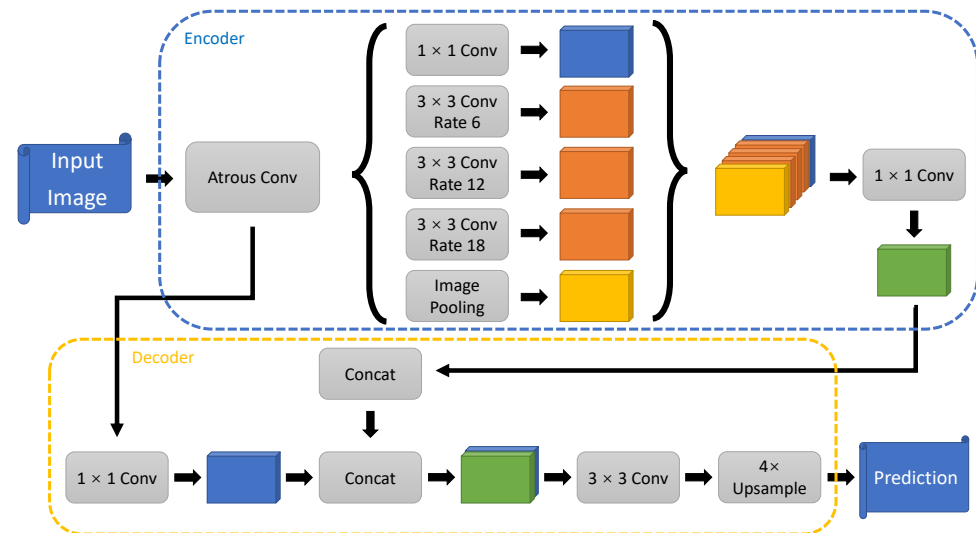 Encoder
Input
Image
Atrous Conv
1 × 1 Conv
3 × 3 Conv
Rate 6
3 × 3 Conv
Rate 12
3 × 3 Conv
Rate 18
Image
Pooling
1 × 1 Conv
Decoder
Concat
1 × 1 Conv
Concat
3 × 3 Conv
4×
Upsample
Prediction